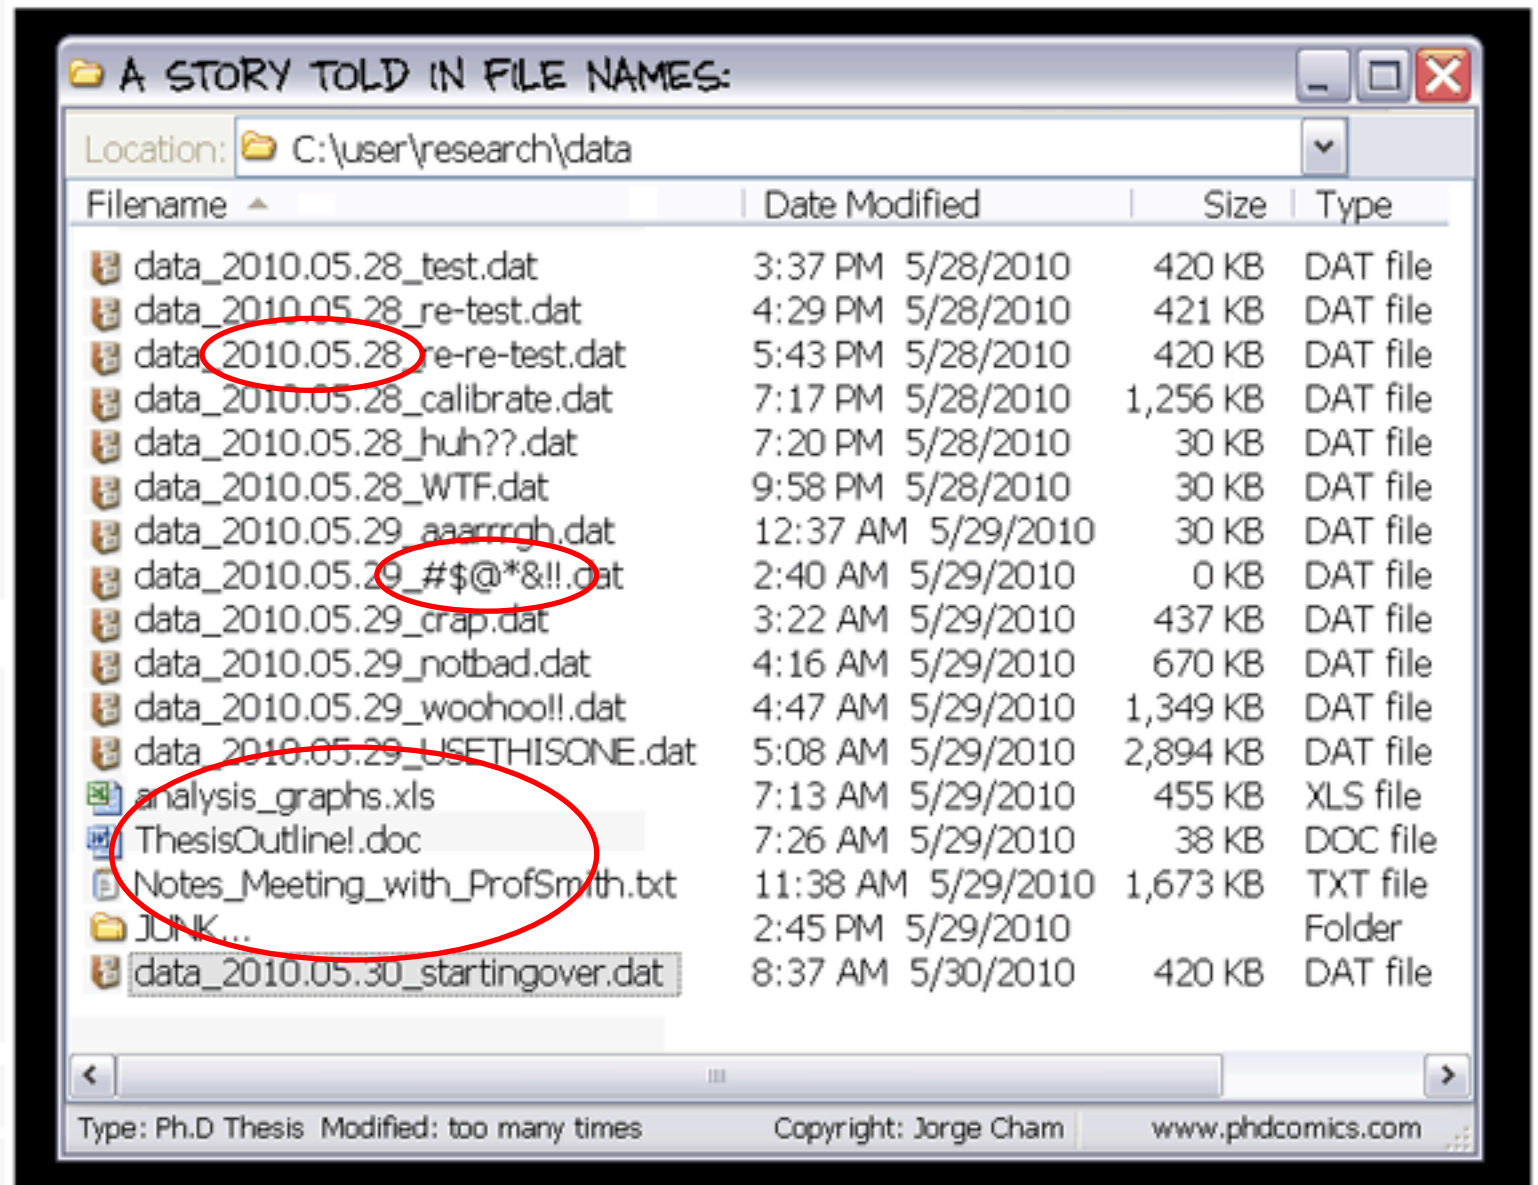 A STORY TOLD IN FILE NAMES:
Location: C:\user\research\data
Filename Date Modified Size Type
data_2010.05.28_test.dat 3:37 PM 5/28/2010 420 KB DAT file
data_2010.05.28_re-test.dat 4:29 PM 5/28/2010 421 KB DAT file
data_2010.05.28_re-re-test.dat 5:43 PM 5/28/2010 420 KB DAT file
data_2010.05.28_calibrate.dat 7:17 PM 5/28/2010 1,256 KB DAT file
data_2010.05.28_huh??.dat 7:20 PM 5/28/2010 30 KB DAT file
data_2010.05.28_WTF.dat 9:58 PM 5/28/2010 30 KB DAT file
data_2010.05.29_aaarrrgh.dat 12:37 AM 5/29/2010 30 KB DAT file
data_2010.05.29_#$@*&!!.dat 2:40 AM 5/29/2010 0 KB DAT file
data_2010.05.29_crap.dat 3:22 AM 5/29/2010 437 KB DAT file
data_2010.05.29_notbad.dat 4:16 AM 5/29/2010 670 KB DAT file
data_2010.05.29_woohoo!!.dat 4:47 AM 5/29/2010 1,349 KB DAT file
data_2010.05.29_USETHISONE.dat 5:08 AM 5/29/2010 2,894 KB DAT file
analysis_graphs.xls 7:13 AM 5/29/2010 455 KB XLS file
ThesisOutline!.doc 7:26 AM 5/29/2010 38 KB DOC file
Notes_Meeting_with_ProfSmith.txt 11:38 AM 5/29/2010 1,673 KB TXT file
JUNK... 2:45 PM 5/29/2010 Folder
data_2010.05.30_startingover.dat 8:37 AM 5/30/2010 420 KB DAT file
Type: Ph.D Thesis Modified: too many times Copyright: Jorge Cham www.phdcomics.com